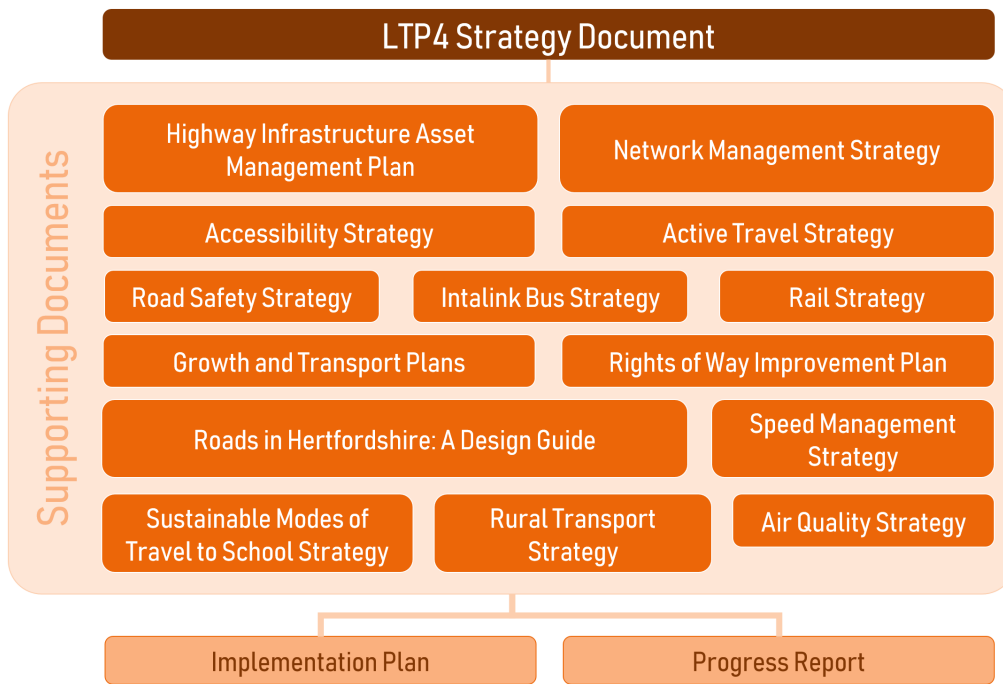 LTP4 Strategy Document
Supporting Documents
Highway Infrastructure Asset
Management Plan
Network Management Strategy
Accessibility Strategy
Active Travel Strategy
Road Safety Strategy
Intalink Bus Strategy
Rail Strategy
Growth and Transport Plans
Rights of Way Improvement Plan
Roads in Hertfordshire: A Design Guide
Speed Management
Strategy
Sustainable Modes of
Travel to School Strategy
Rural Transport
Strategy
Air Quality Strategy
Implementation Plan
Progress Report